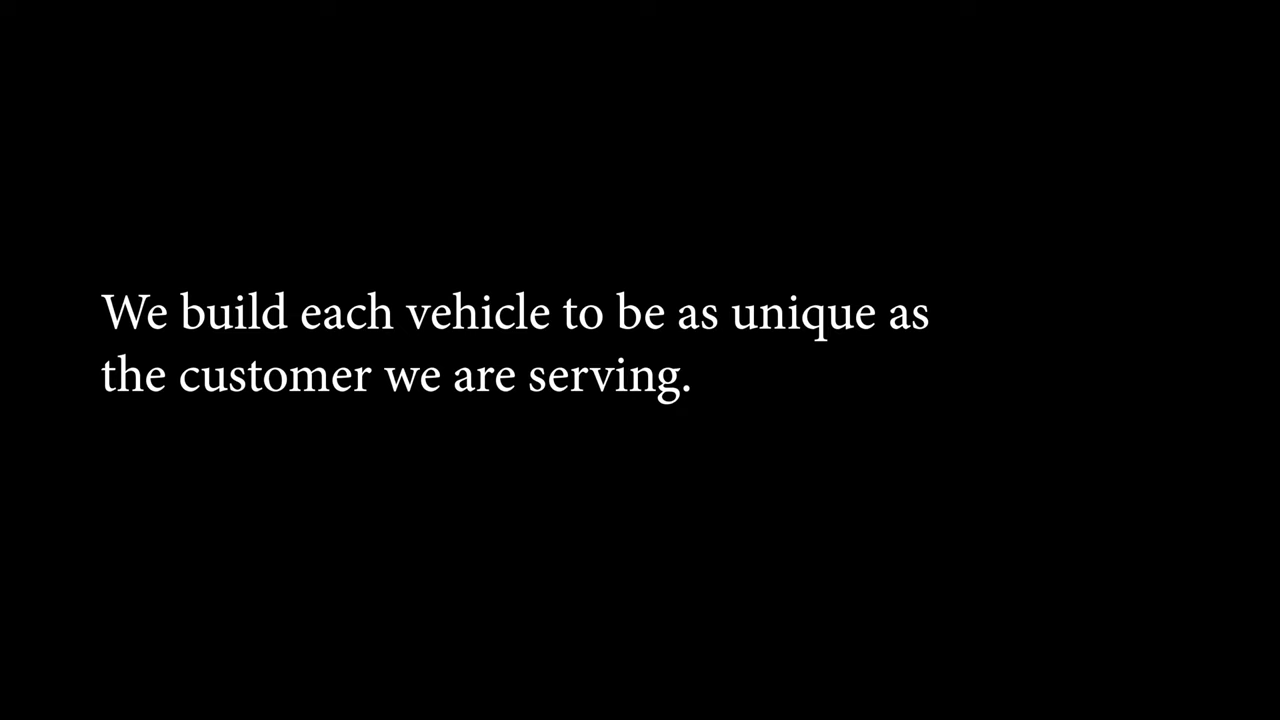 We build each vehicle to be as unique as
the customer we are serving.